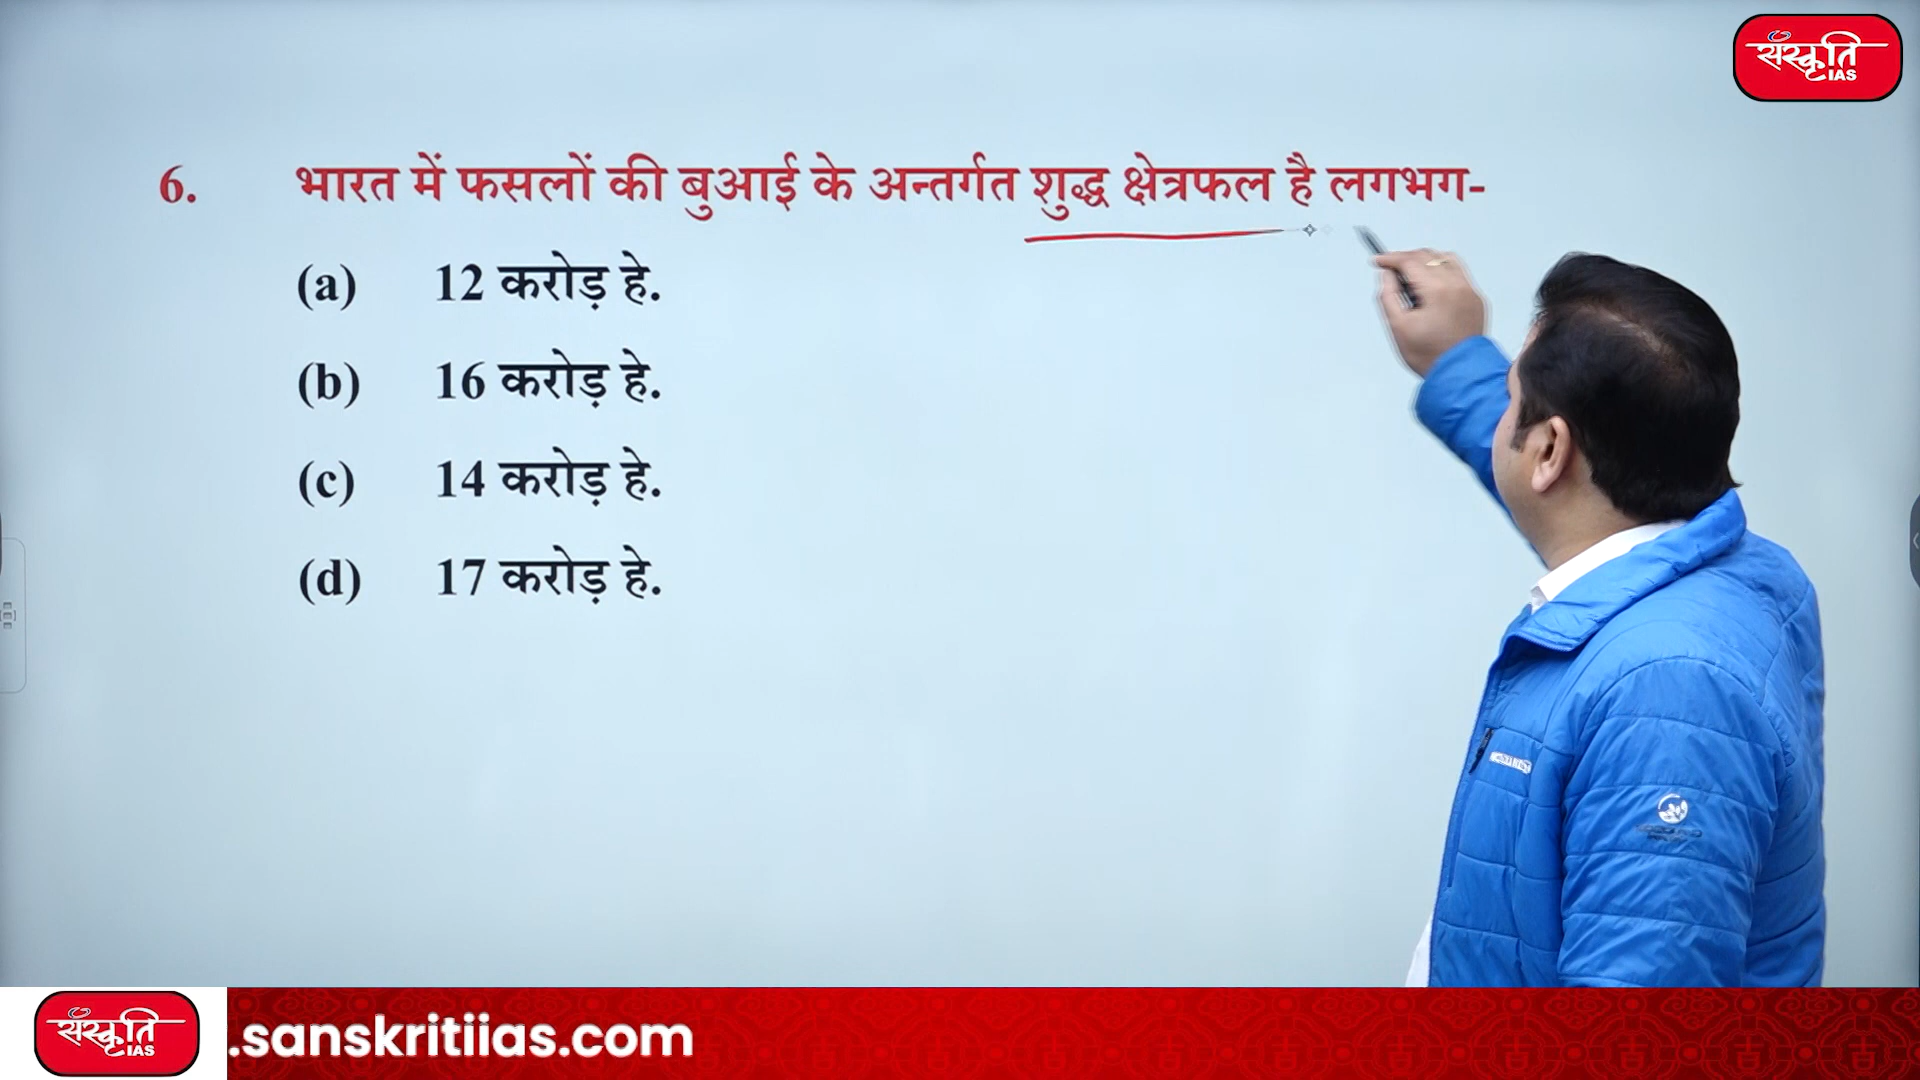 संस्कृति
IAS
6. भारत में फसलों की बुआई के अन्तर्गत शुद्ध क्षेत्रफल है लगभग-
(a) 12 करोड़ हे.
(b) 16 करोड़ हे.
(c) 14 करोड़ हे.
(d) 17 करोड़ हे.
संस्कृति
IAS
.sanskritiias.com